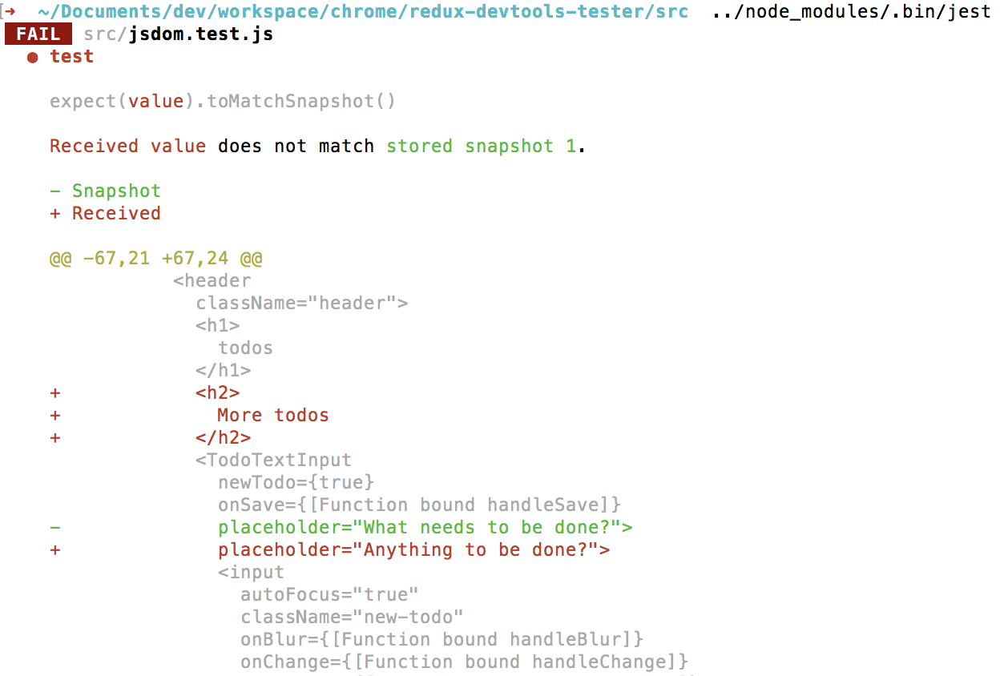 [➜  ~/Documents/dev/workspace/chrome/redux-devtools-tester/src  ../node_modules/.bin/jest
 FAIL  src/jsdom.test.js
  ● test

    expect(value).toMatchSnapshot()

    Received value does not match stored snapshot 1.

    - Snapshot
    + Received

    @@ -67,21 +67,24 @@
               <header
                 className="header">
                 <h1>
                   todos
                 </h1>
    +            <h2>
    +              More todos
    +            </h2>
                 <TodoTextInput
                   newTodo={true}
                   onSave={[Function bound handleSave]}
    -              placeholder="What needs to be done?">
    +              placeholder="Anything to be done?">
                   <input
                     autoFocus="true"
                     className="new-todo"
                     onBlur={[Function bound handleBlur]}
                     onChange={[Function bound handleChange]}